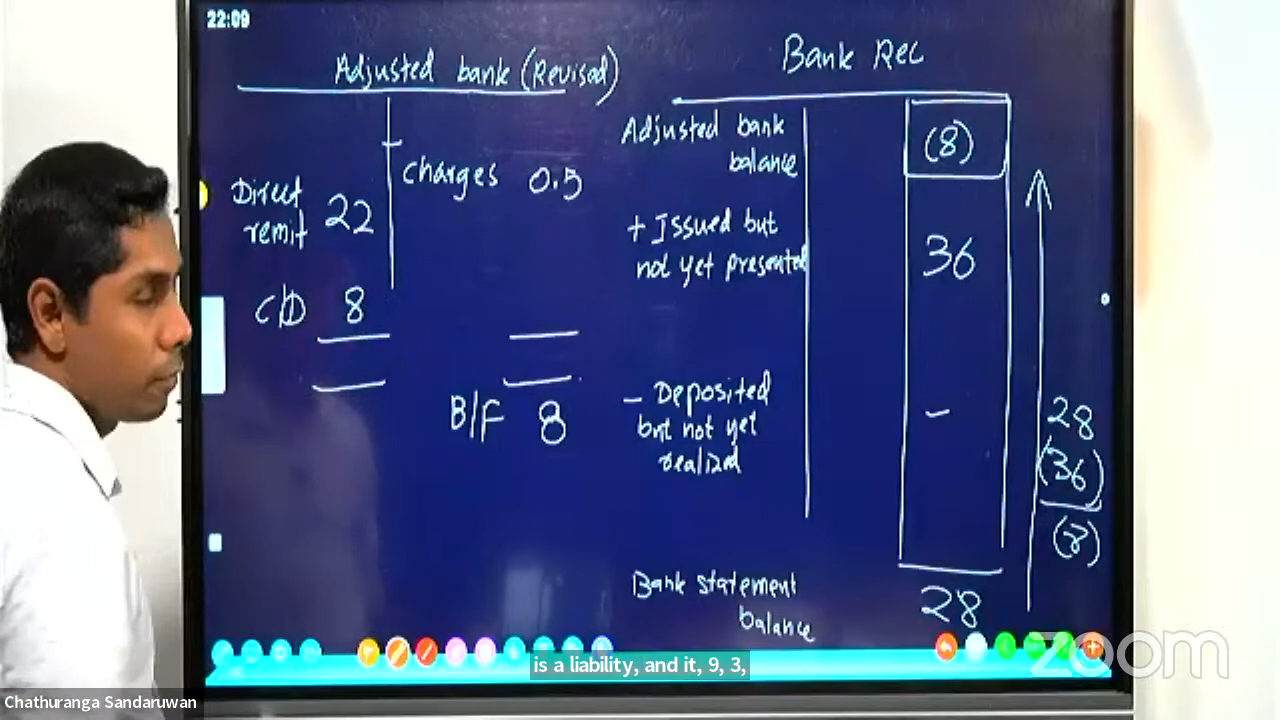 22:09
Adjusted bank (Revised)
Direct
remit 22
C/D 8
Charges 0.5
B/F 8
Bank Rec
Adjusted bank
balance (8)
+ Issued but
not yet presented 36
- Deposited
but not yet
realized -
Bank statement
balance 28
28
(36)
(8)
is a liability, and it, 9, 3,
zoom
Chathuranga Sandaruwan